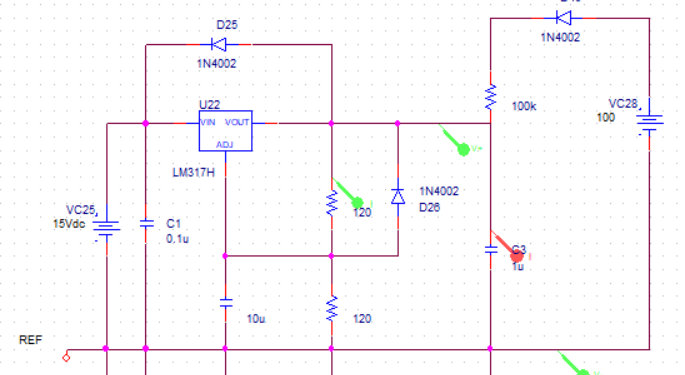 D25
1N4002
1N4002
U22
VIN VOUT
ADJ
LM317H
100k
VC28
100
VC25
15Vdc
C1
0.1u
120
1N4002
D26
C3
1u
10u
120
REF